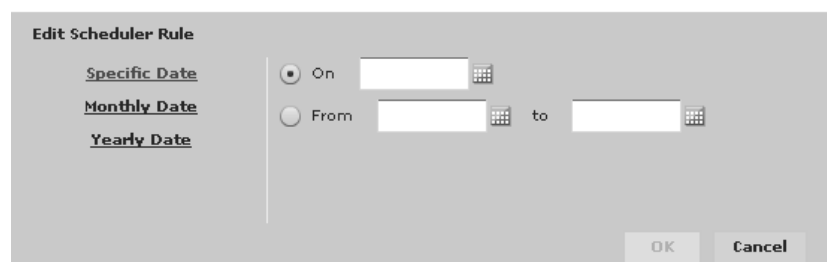 Edit Scheduler Rule
Specific Date
Monthly Date
Yearly Date
On
From to
OK Cancel